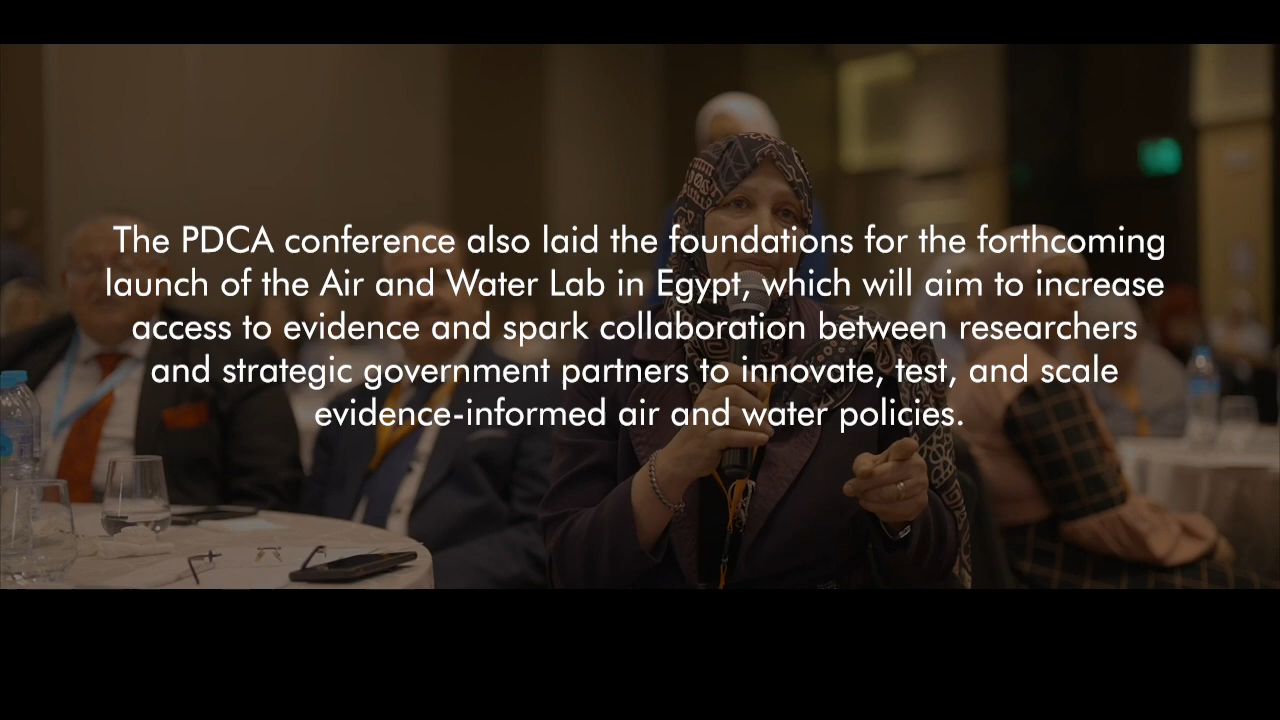 The PDCA conference also laid the foundations for the forthcoming
launch of the Air and Water Lab in Egypt, which will aim to increase
access to evidence and spark collaboration between researchers
and strategic government partners to innovate, test, and scale
evidence-informed air and water policies.